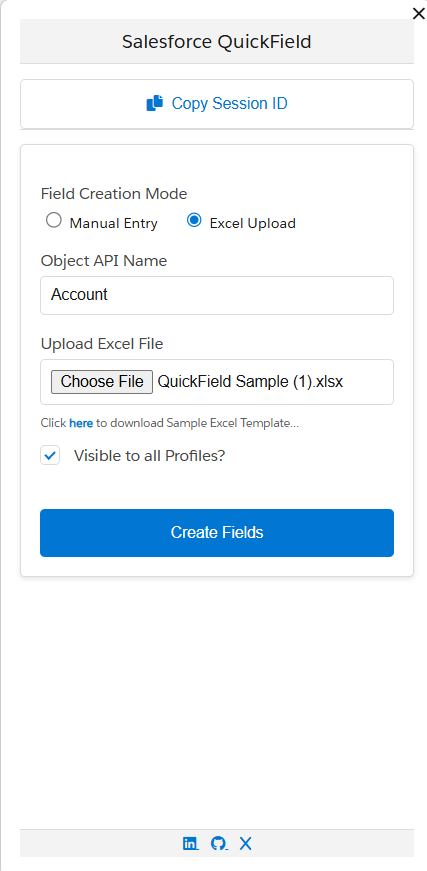 Salesforce QuickField
Copy Session ID
Field Creation Mode
Manual Entry Excel Upload
Object API Name
Account
Upload Excel File
Choose File QuickField Sample (1).xlsx
Click here to download Sample Excel Template...
Visible to all Profiles?
Create Fields